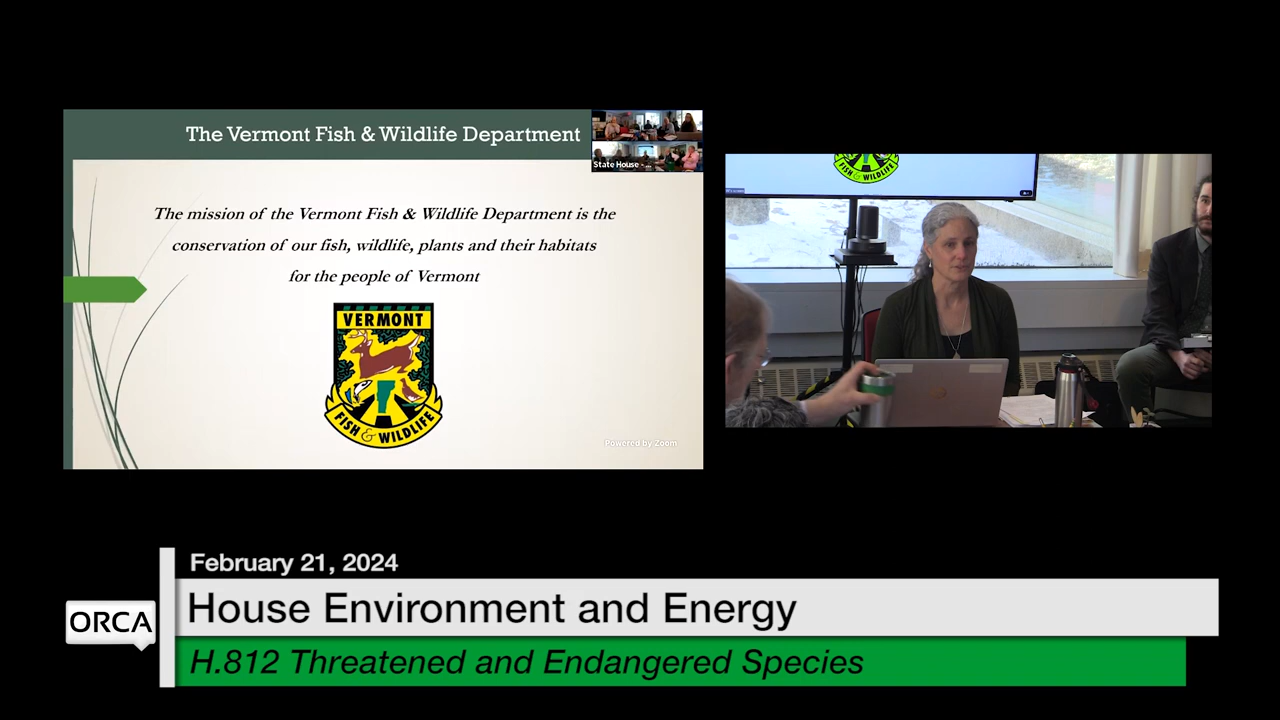 The Vermont Fish & Wildlife Department
State House - ...
The mission of the Vermont Fish & Wildlife Department is the
conservation of our fish, wildlife, plants and their habitats
for the people of Vermont
VERMONT
FISH & WILDLIFE
Powered by Zoom
FISH & WILDLIFE
February 21, 2024
House Environment and Energy
ORCA
H.812 Threatened and Endangered Species